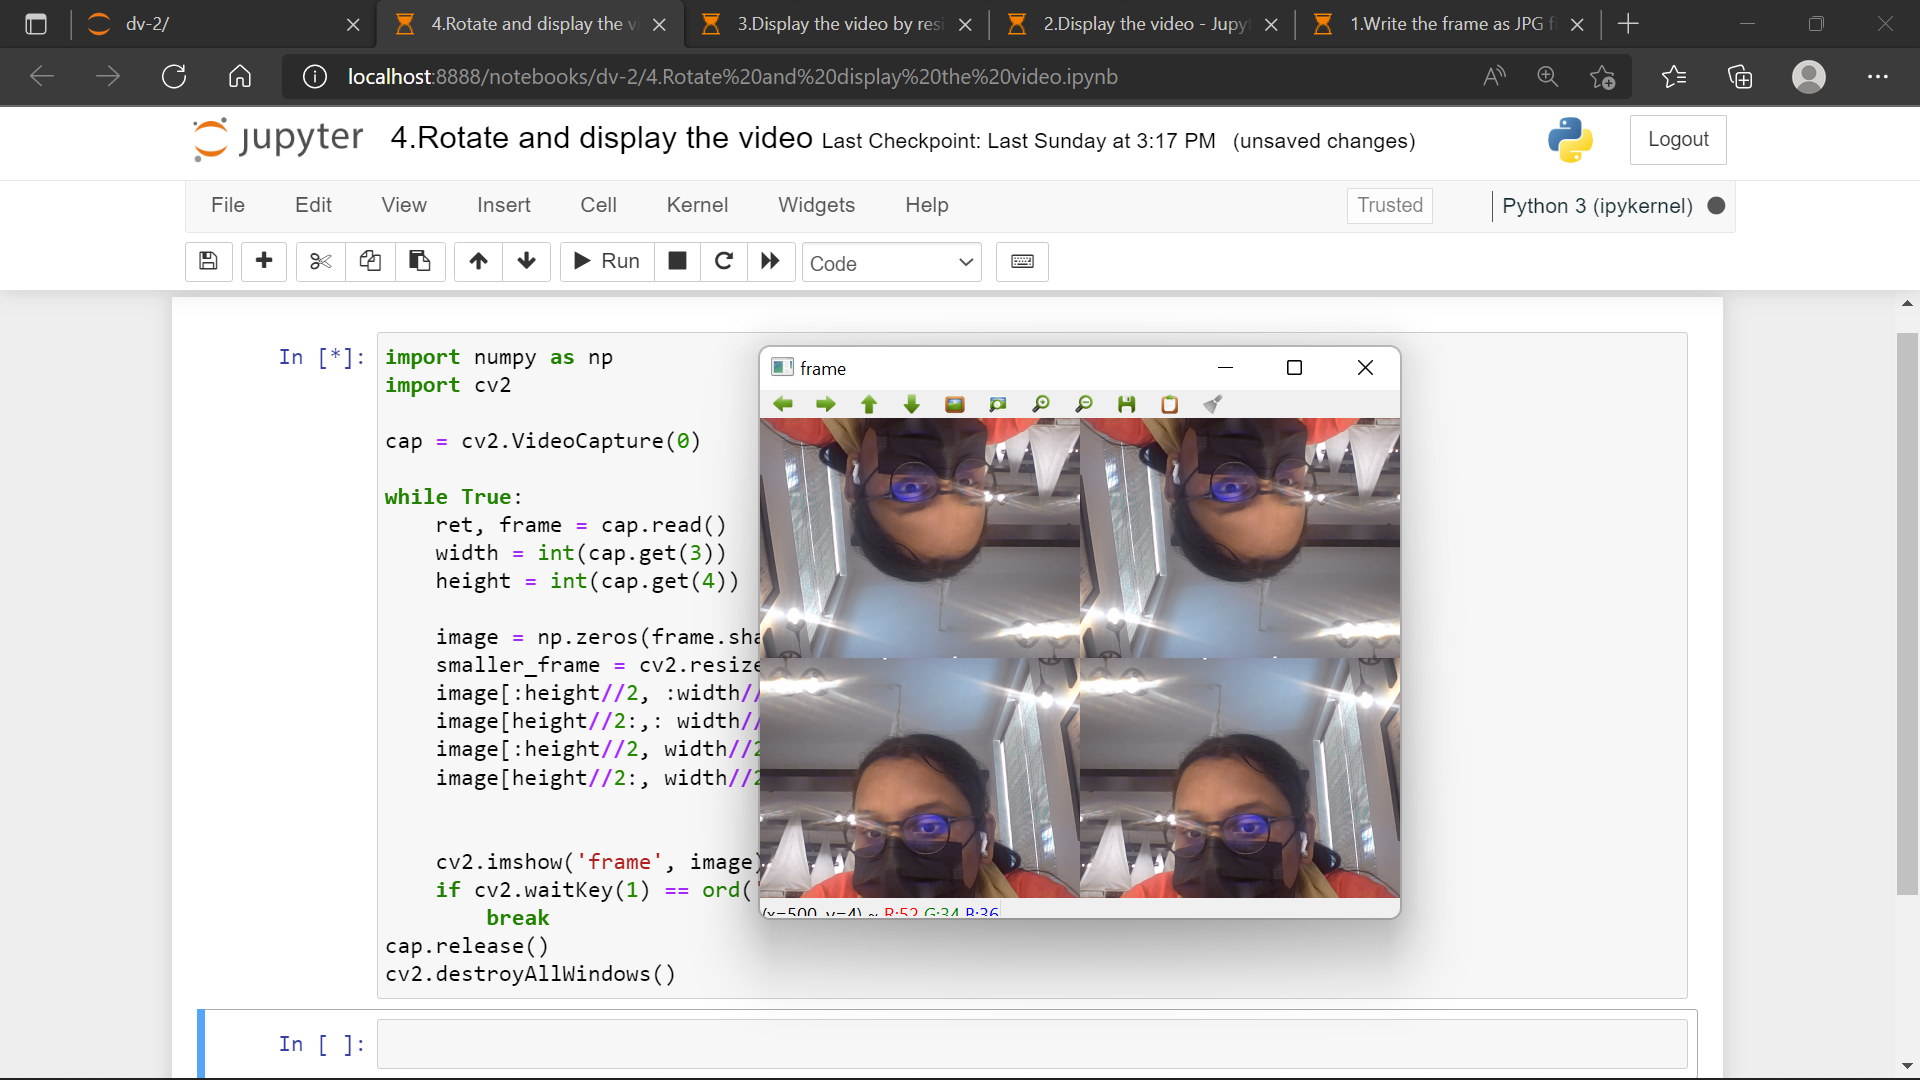 dv-2/
4.Rotate and display the vi
3.Display the video by resi
2.Display the video - Jupyt
1.Write the frame as JPG fi
localhost:8888/notebooks/dv-2/4.Rotate%20and%20display%20the%20video.ipynb
jupyter 4.Rotate and display the video Last Checkpoint: Last Sunday at 3:17 PM (unsaved changes)
Logout
File Edit View Insert Cell Kernel Widgets Help
Trusted
Python 3 (ipykernel)
Run
Code
In [*]:
import numpy as np
import cv2
cap = cv2.VideoCapture(0)
while True:
    ret, frame = cap.read()
    width = int(cap.get(3))
    height = int(cap.get(4))
    image = np.zeros(frame.sha
    smaller_frame = cv2.resize
    image[:height//2, :width//
    image[height//2:,: width//
    image[:height//2, width//2
    image[height//2:, width//2
    cv2.imshow('frame', image)
    if cv2.waitKey(1) == ord('
        break
cap.release()
cv2.destroyAllWindows()
frame
(x=500, y=4) ~ R:52 G:34 B:36
In [ ]: